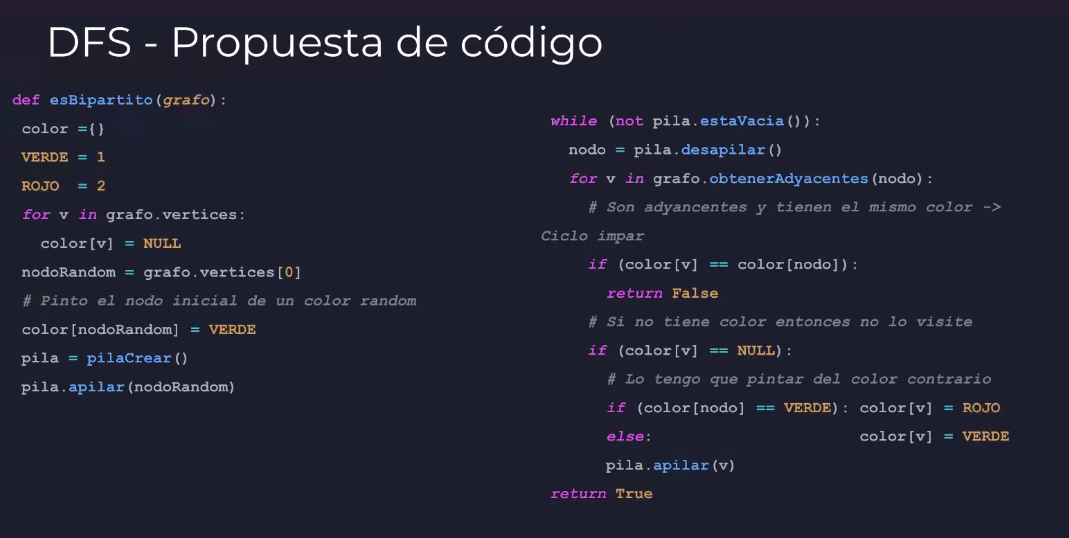 DFS - Propuesta de código
def esBipartito(grafo):
color ={}
VERDE = 1
ROJO  = 2
for v in grafo.vertices:
color[v] = NULL
nodoRandom = grafo.vertices[0]
# Pinto el nodo inicial de un color random
color[nodoRandom] = VERDE
pila = pilaCrear()
pila.apilar(nodoRandom)
while (not pila.estaVacia()):
nodo = pila.desapilar()
for v in grafo.obtenerAdyacentes(nodo):
# Son adyancentes y tienen el mismo color ->
Ciclo impar
if (color[v] == color[nodo]):
return False
# Si no tiene color entonces no lo visite
if (color[v] == NULL):
# Lo tengo que pintar del color contrario
if (color[nodo] == VERDE): color[v] = ROJO
else: color[v] = VERDE
pila.apilar(v)
return True